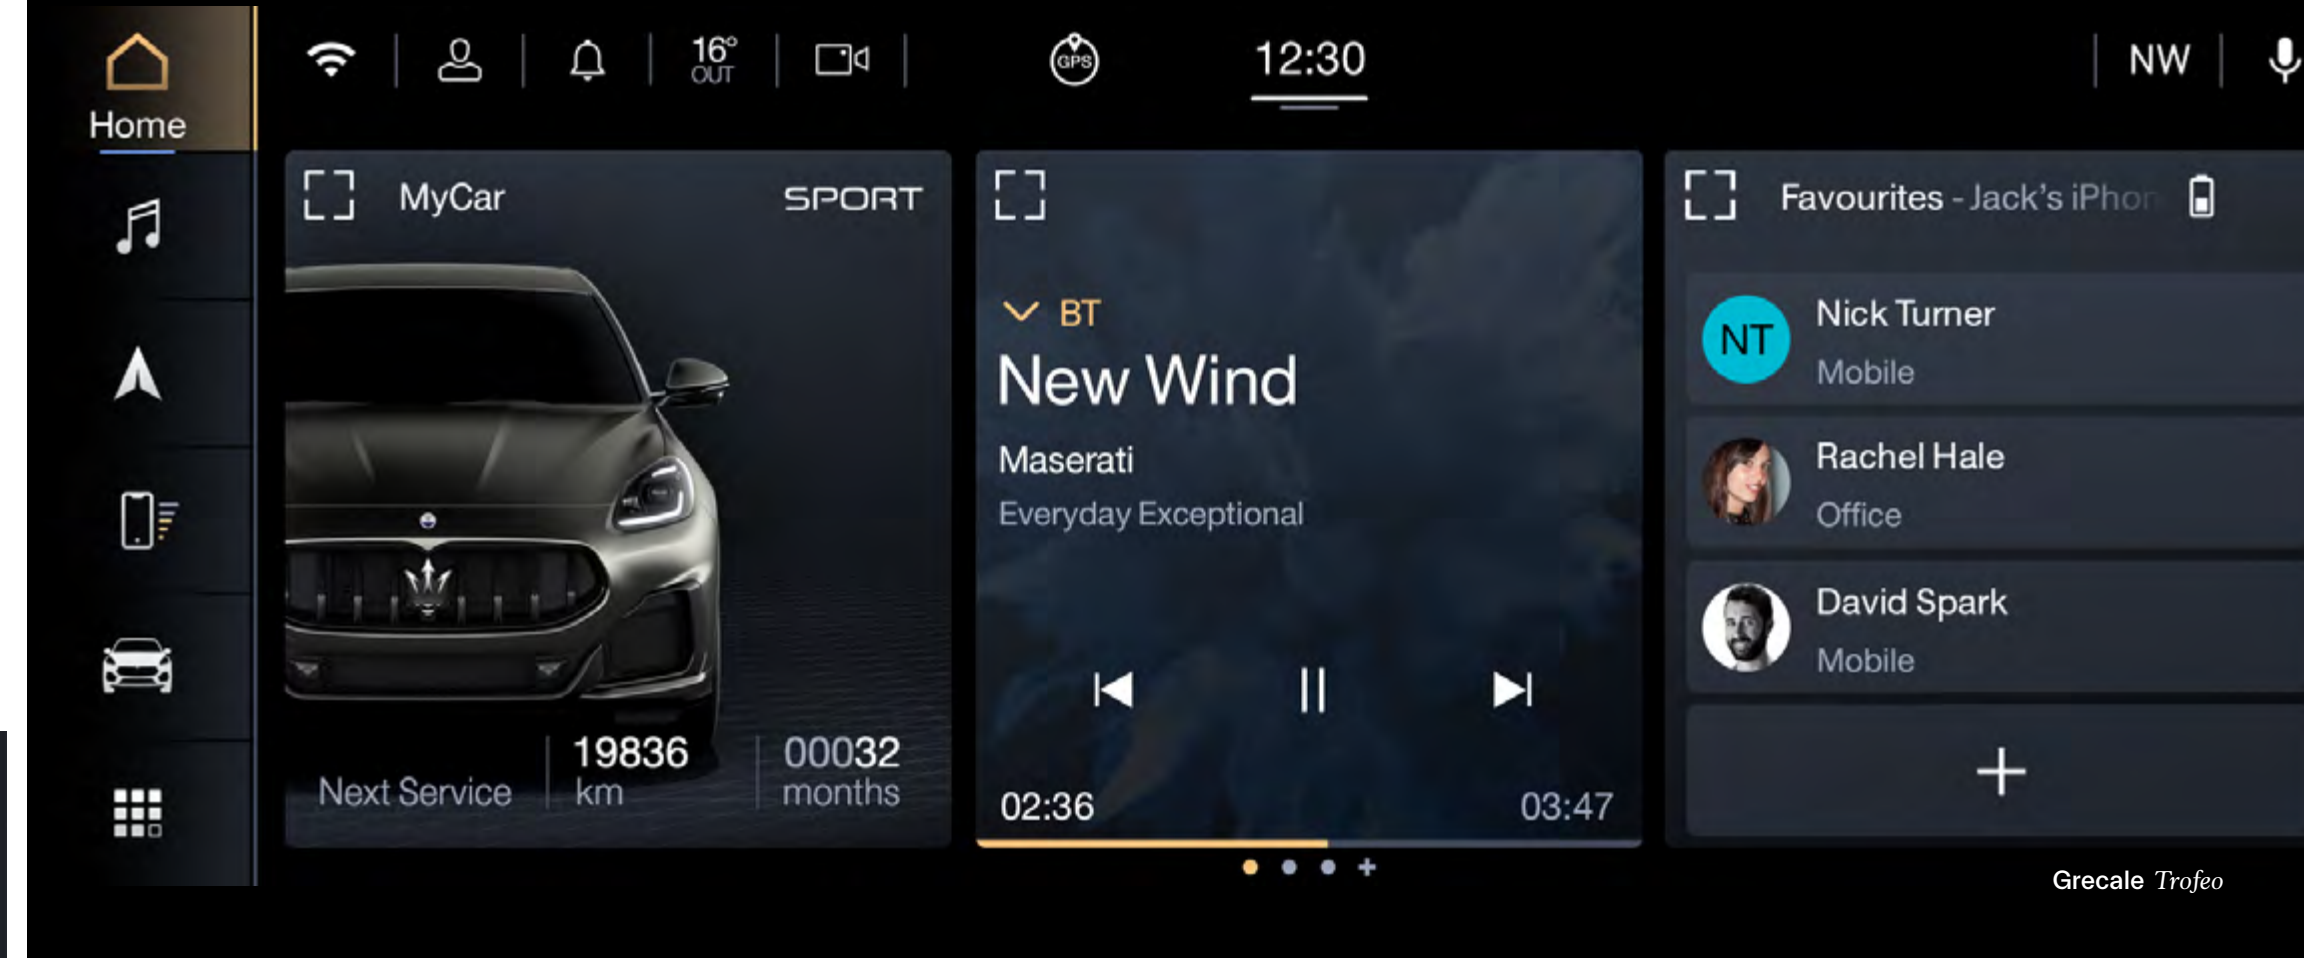 Home
16°
OUT
GPS
12:30
NW
MyCar
SPORT
Next Service
19836
km
00032
months
BT
New Wind
Maserati
Everyday Exceptional
02:36
03:47
Favourites - Jack's iPhon
NT
Nick Turner
Mobile
Rachel Hale
Office
David Spark
Mobile
Grecale Trofeo